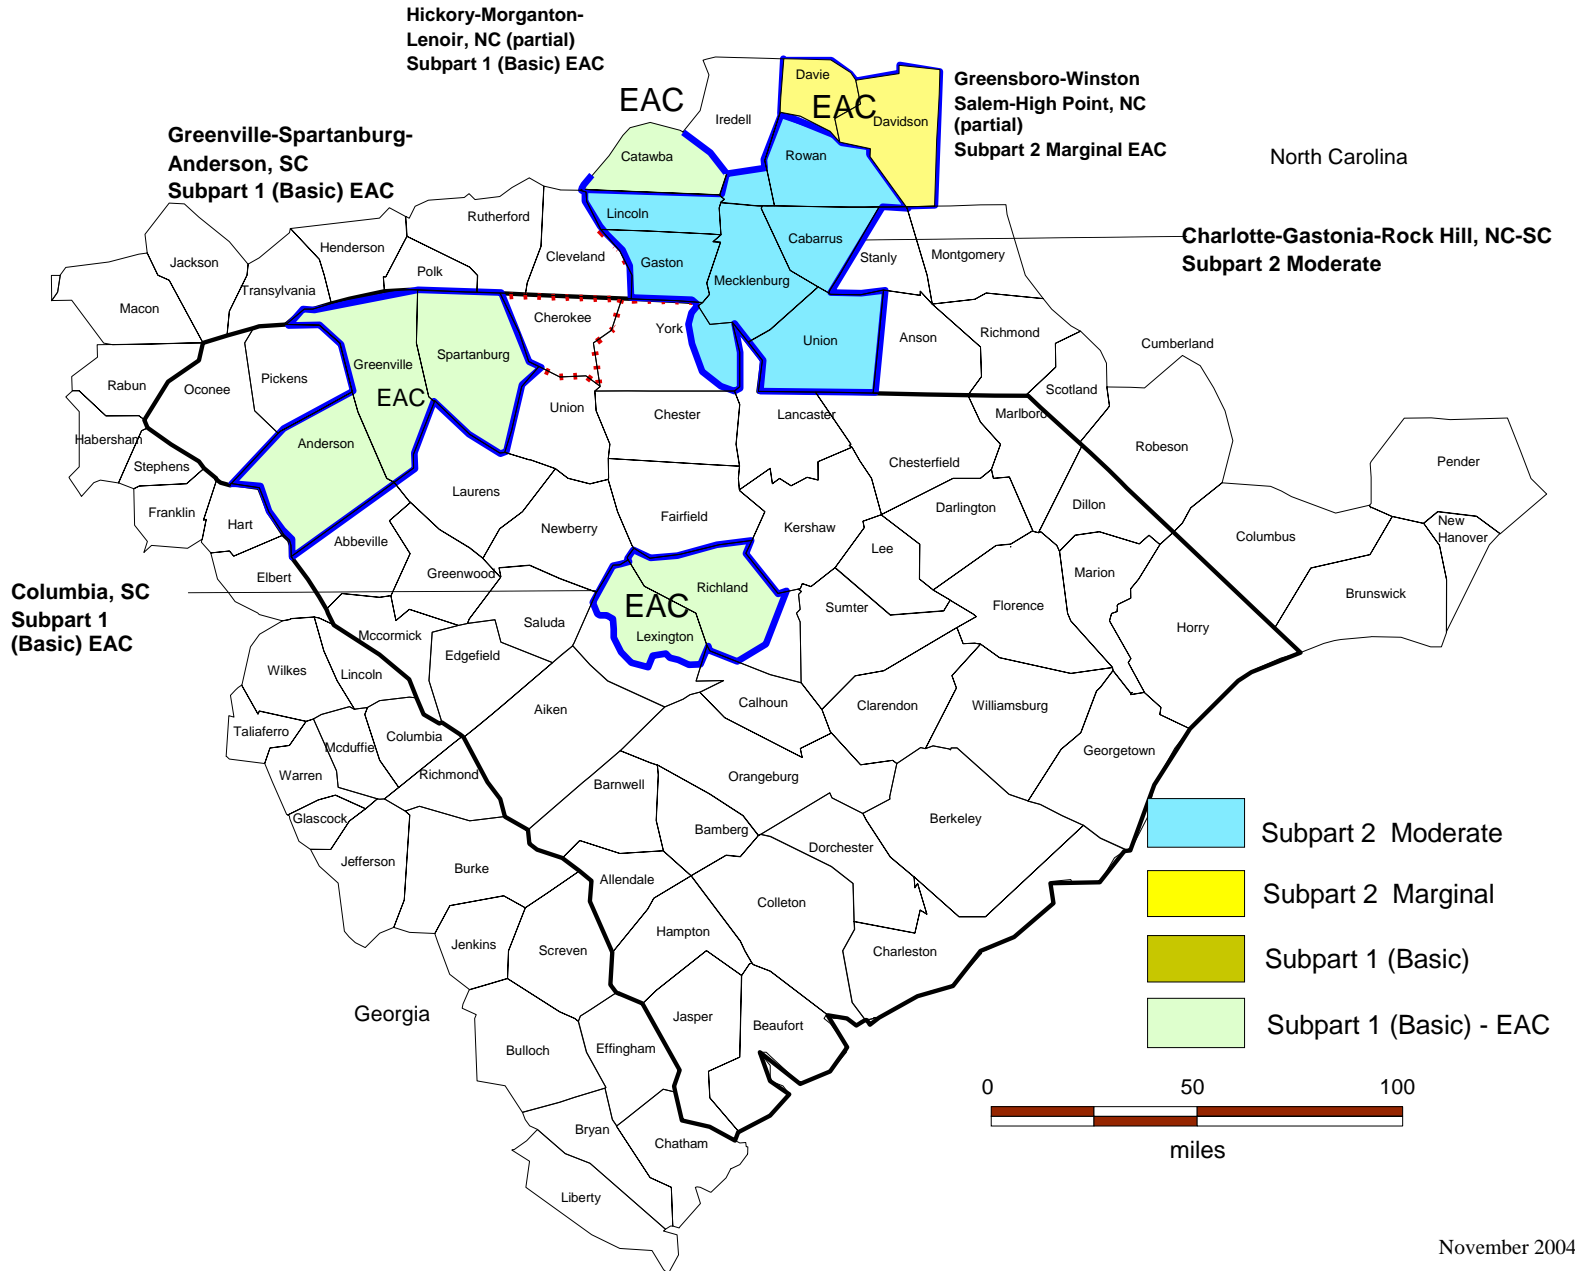 Hickory-Morganton-
Lenoir, NC (partial)
Subpart 1 (Basic) EAC
Greensboro-Winston
Salem-High Point, NC
(partial)
Subpart 2 Marginal EAC
Greenville-Spartanburg-
Anderson, SC
Subpart 1 (Basic) EAC
North Carolina
Charlotte-Gastonia-Rock Hill, NC-SC
Subpart 2 Moderate
Columbia, SC
Subpart 1
(Basic) EAC
EAC
EAC
EAC
EAC
Davie
Davidson
Iredell
Catawba
Rowan
Lincoln
Cabarrus
Gaston
Mecklenburg
Stanly
Montgomery
Rutherford
Cleveland
Henderson
Polk
Jackson
Transylvania
Macon
Cherokee
York
Union
Anson
Richmond
Cumberland
Scotland
Robeson
Pender
New
Hanover
Columbus
Brunswick
Rabun
Oconee
Pickens
Greenville
Spartanburg
Union
Chester
Lancaster
Marlboro
Habersham
Stephens
Anderson
Franklin
Hart
Laurens
Abbeville
Newberry
Fairfield
Kershaw
Chesterfield
Darlington
Dillon
Lee
Marion
Elbert
Greenwood
Richland
Sumter
Florence
Horry
Lexington
Saluda
Mccormick
Edgefield
Wilkes
Lincoln
Aiken
Calhoun
Clarendon
Williamsburg
Georgetown
Taliaferro
Mcduffie
Columbia
Warren
Richmond
Barnwell
Orangeburg
Berkeley
Glascock
Bamberg
Dorchester
Jefferson
Burke
Allendale
Colleton
Jenkins
Screven
Hampton
Charleston
Georgia
Jasper
Beaufort
Bulloch
Effingham
Bryan
Chatham
Liberty
Subpart 2 Moderate
Subpart 2 Marginal
Subpart 1 (Basic)
Subpart 1 (Basic) - EAC
0 50 100
miles
November 2004